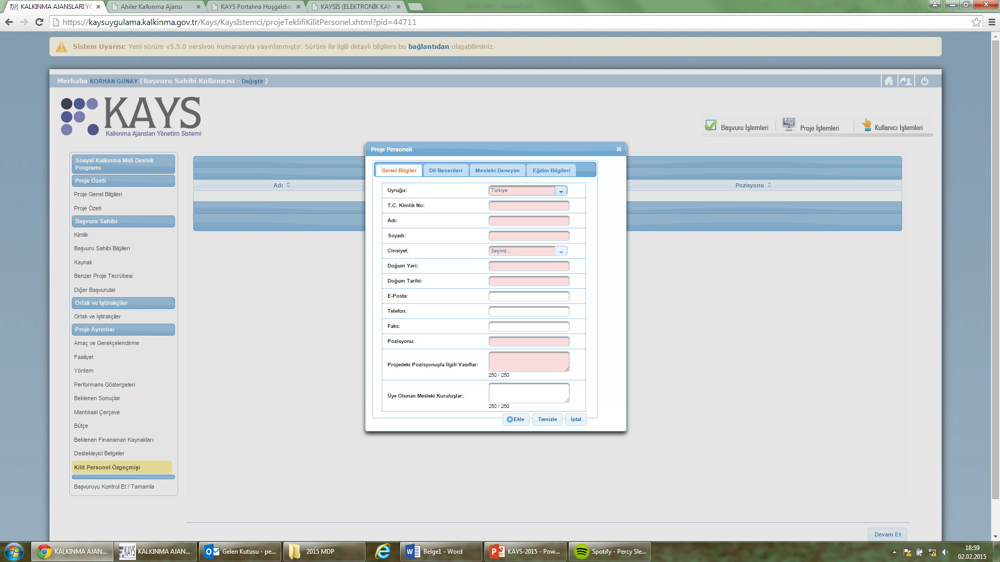 KALKINMA AJANSLARI YÖ
Ahiler Kalkınma Ajansı
KAYS Portalına Hoşgeldini
KAYSİS (ELEKTRONİK KAM
https://kaysuygulama.kalkinma.gov.tr/Kays/KaysIstemci/projeTeklifiKilitPersonel.xhtml?pid=44711
Sistem Uyarısı: Yeni sürüm v5.5.0 versiyon numarasıyla yayınlanmıştır. Sürüm ile ilgili detaylı bilgilere bu bağlantıdan ulaşabilirsiniz.
Merhaba KORHAN GÜNAY (Başvuru Sahibi Kullanıcısı - Değiştir )
KAYS
Kalkınma Ajansları Yönetim Sistemi
Başvuru İşlemleri
Proje İşlemleri
Kullanıcı İşlemleri
Sosyal Kalkınma Mali Destek
Programı
Proje Özeti
Proje Genel Bilgileri
Proje Özeti
Başvuru Sahibi
Kimlik
Başvuru Sahibi Bilgileri
Kaynak
Benzer Proje Tecrübesi
Diğer Başvurular
Ortak ve İştirakçiler
Ortak ve İştirakçiler
Proje Ayrıntısı
Amaç ve Gerekçelendirme
Faaliyet
Yöntem
Performans Göstergeleri
Beklenen Sonuçlar
Mantıksal Çerçeve
Bütçe
Beklenen Finansman Kaynakları
Destekleyici Belgeler
Kilit Personel Özgeçmişi
Başvuruyu Kontrol Et / Tamamla
Adı
Pozisyonu
Proje Personeli
Genel Bilgiler
Dil Becerileri
Mesleki Deneyim
Eğitim Bilgileri
Uyruğu:
Türkiye
T.C. Kimlik No:
Adı:
Soyadı:
Cinsiyet:
Seçiniz...
Doğum Yeri:
Doğum Tarihi:
E-Posta:
Telefon:
Faks:
Pozisyonu:
Projedeki Pozisyonuyla İlgili Vasıflar:
250 / 250
Üye Olunan Mesleki Kuruluşlar:
250 / 250
Ekle
Temizle
İptal
Devam Et
KALKINMA AJAN...
KALKINMA AJAN...
Gelen Kutusu - pe...
2015 MDP
Belge1 - Word
KAYS-2015 - Pow...
Spotify - Percy Sle...
18:59
02.02.2015